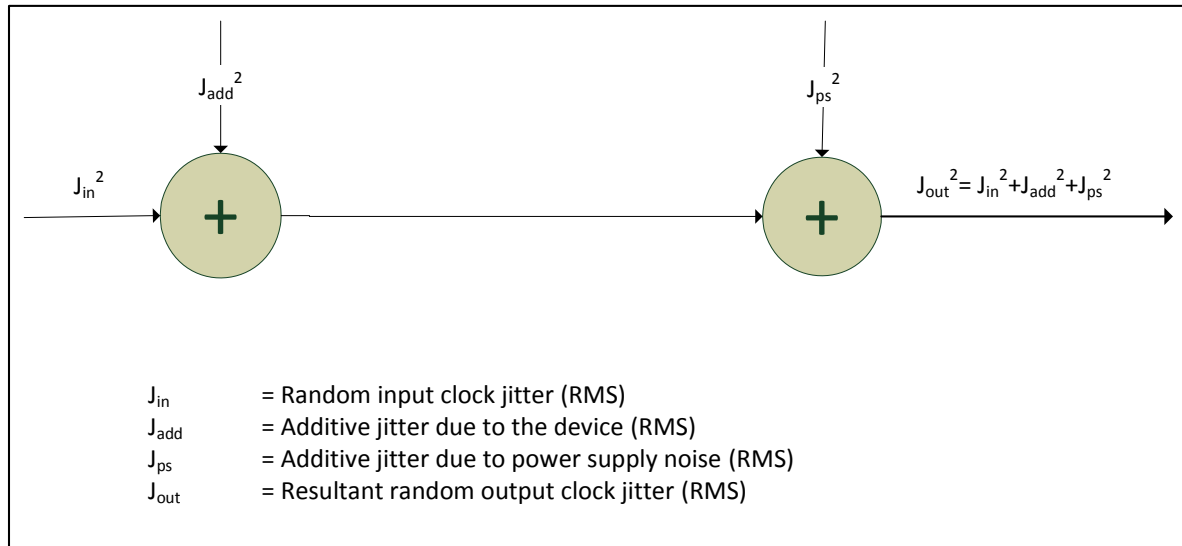 J_add^2
J_ps^2
J_in^2
J_out^2= J_in^2+J_add^2+J_ps^2
+
+
J_in = Random input clock jitter (RMS)
J_add = Additive jitter due to the device (RMS)
J_ps = Additive jitter due to power supply noise (RMS)
J_out = Resultant random output clock jitter (RMS)